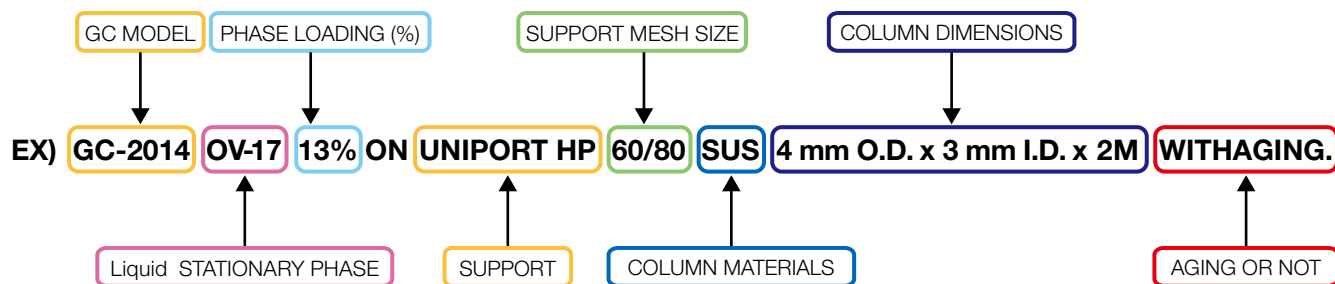 GC MODEL PHASE LOADING (%) SUPPORT MESH SIZE COLUMN DIMENSIONS
EX) GC-2014 OV-17 13% ON UNIPORT HP 60/80 SUS 4 mm O.D. x 3 mm I.D. x 2M WITHAGING.
Liquid STATIONARY PHASE SUPPORT COLUMN MATERIALS AGING OR NOT